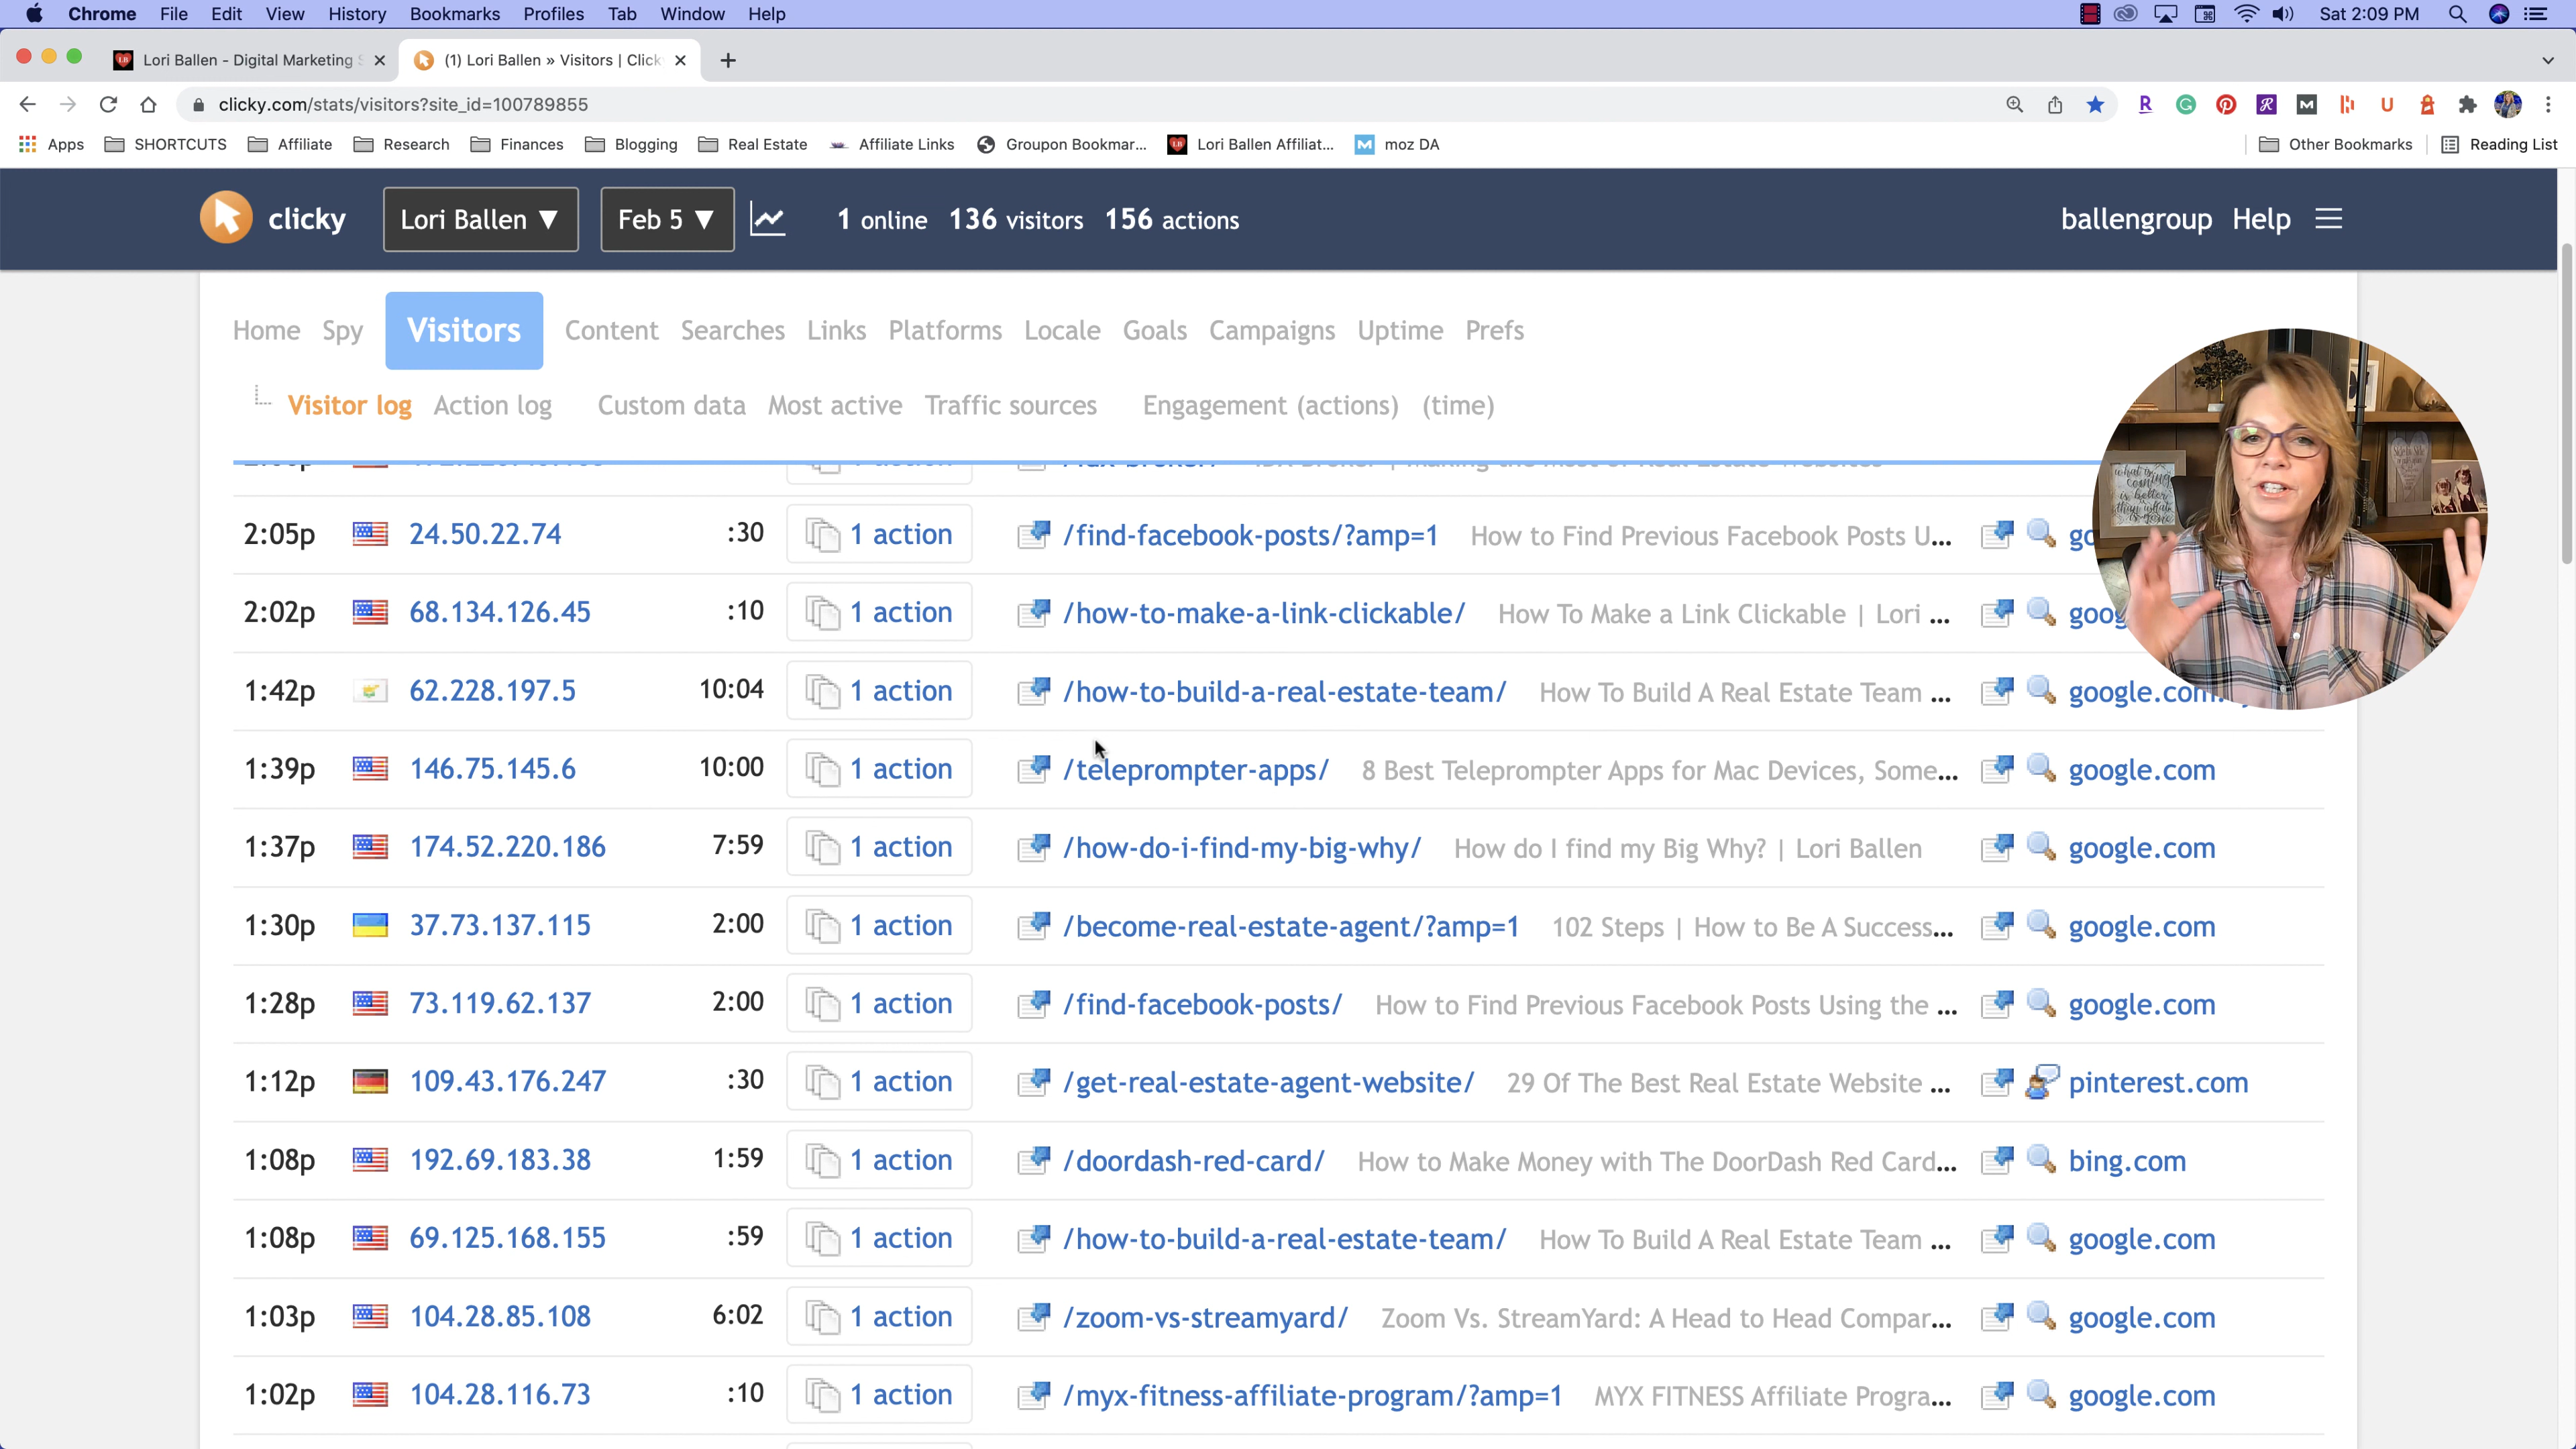 Chrome File Edit View History Bookmarks Profiles Tab Window Help Sat 2:09 PM
Lori Ballen - Digital Marketing S (1) Lori Ballen » Visitors | Click
clicky.com/stats/visitors?site_id=100789855
Apps SHORTCUTS Affiliate Research Finances Blogging Real Estate Affiliate Links Groupon Bookmar... Lori Ballen Affiliat... moz DA Other Bookmarks Reading List
clicky Lori Ballen ▼ Feb 5 ▼ 1 online 136 visitors 156 actions ballengroup Help
Home Spy Visitors Content Searches Links Platforms Locale Goals Campaigns Uptime Prefs
Visitor log Action log Custom data Most active Traffic sources Engagement (actions) (time)
2:05p 24.50.22.74 :30 1 action /find-facebook-posts/?amp=1 How to Find Previous Facebook Posts U...
2:02p 68.134.126.45 :10 1 action /how-to-make-a-link-clickable/ How To Make a Link Clickable | Lori ...
1:42p 62.228.197.5 10:04 1 action /how-to-build-a-real-estate-team/ How To Build A Real Estate Team ... google.com
1:39p 146.75.145.6 10:00 1 action /teleprompter-apps/ 8 Best Teleprompter Apps for Mac Devices, Some... google.com
1:37p 174.52.220.186 7:59 1 action /how-do-i-find-my-big-why/ How do I find my Big Why? | Lori Ballen google.com
1:30p 37.73.137.115 2:00 1 action /become-real-estate-agent/?amp=1 102 Steps | How to Be A Success... google.com
1:28p 73.119.62.137 2:00 1 action /find-facebook-posts/ How to Find Previous Facebook Posts Using the ... google.com
1:12p 109.43.176.247 :30 1 action /get-real-estate-agent-website/ 29 Of The Best Real Estate Website ... pinterest.com
1:08p 192.69.183.38 1:59 1 action /doordash-red-card/ How to Make Money with The DoorDash Red Card... bing.com
1:08p 69.125.168.155 :59 1 action /how-to-build-a-real-estate-team/ How To Build A Real Estate Team ... google.com
1:03p 104.28.85.108 6:02 1 action /zoom-vs-streamyard/ Zoom Vs. StreamYard: A Head to Head Compar... google.com
1:02p 104.28.116.73 :10 1 action /myx-fitness-affiliate-program/?amp=1 MYX FITNESS Affiliate Progra... google.com